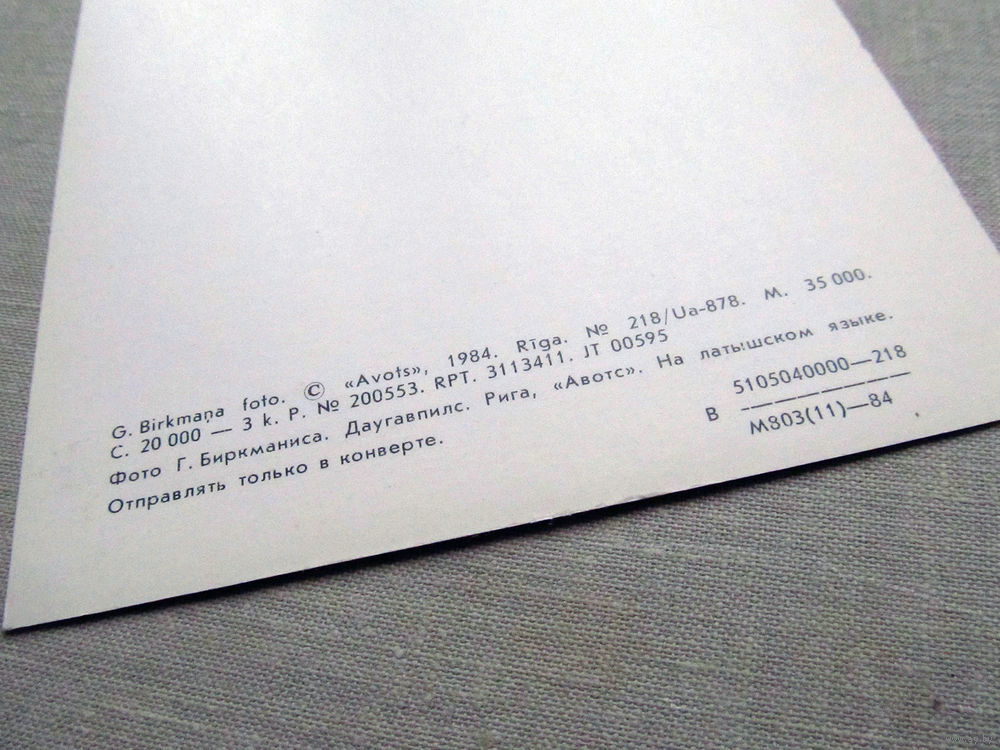 G. Birkmaņa foto. © «Avots», 1984. Rīga. № 218/Ua-878. M. 35 000.
C. 20 000 — 3 k. P. № 200553. RPT. 3113411. JT 00595
Фото Г. Биркманиса. Даугавпилс. Рига, «Авотс». На латышском языке.
Отправлять только в конверте.
В 5105040000—218
М803(11)—84